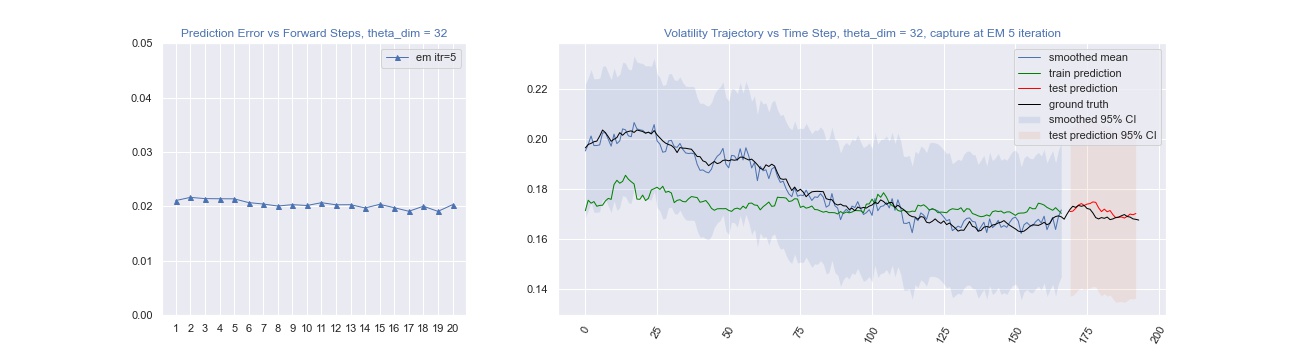 Prediction Error vs Forward Steps, theta_dim = 32
0.05
0.04
0.03
0.02
0.01
0.00
em itr=5
1 2 3 4 5 6 7 8 9 10 11 12 13 14 15 16 17 18 19 20
Volatility Trajectory vs Time Step, theta_dim = 32, capture at EM 5 iteration
0.22
0.20
0.18
0.16
0.14
smoothed mean
train prediction
test prediction
ground truth
smoothed 95% CI
test prediction 95% CI
0 25 50 75 100 125 150 175 200